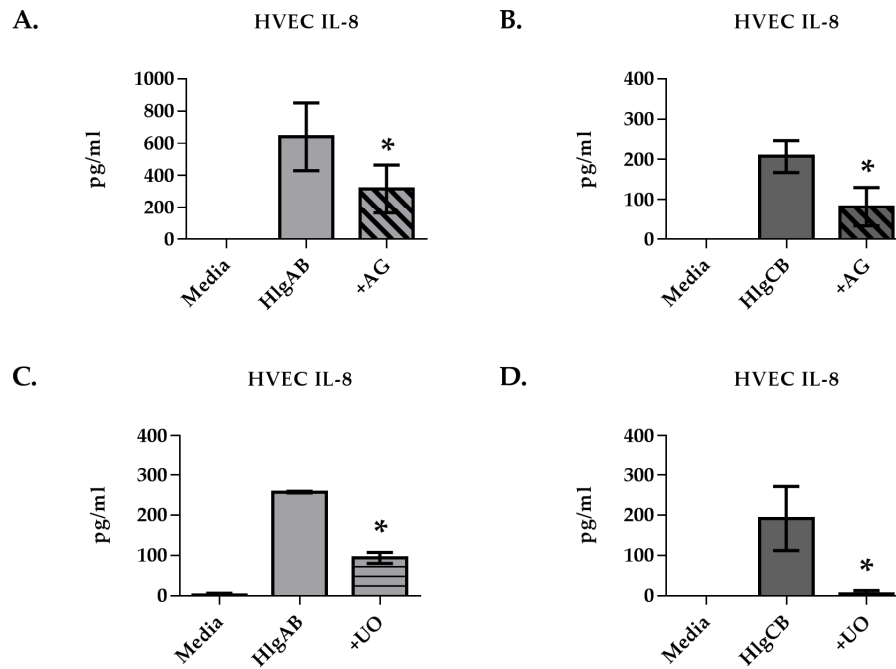 A.
HVEC IL-8
pg/ml
1000
800
600
400
200
0
*
Media
HlgAB
+AG
B.
HVEC IL-8
pg/ml
400
300
200
100
0
*
Media
HlgCB
+AG
C.
HVEC IL-8
pg/ml
400
300
200
100
0
*
Media
HlgAB
+UO
D.
HVEC IL-8
pg/ml
400
300
200
100
0
*
Media
HlgCB
+UO